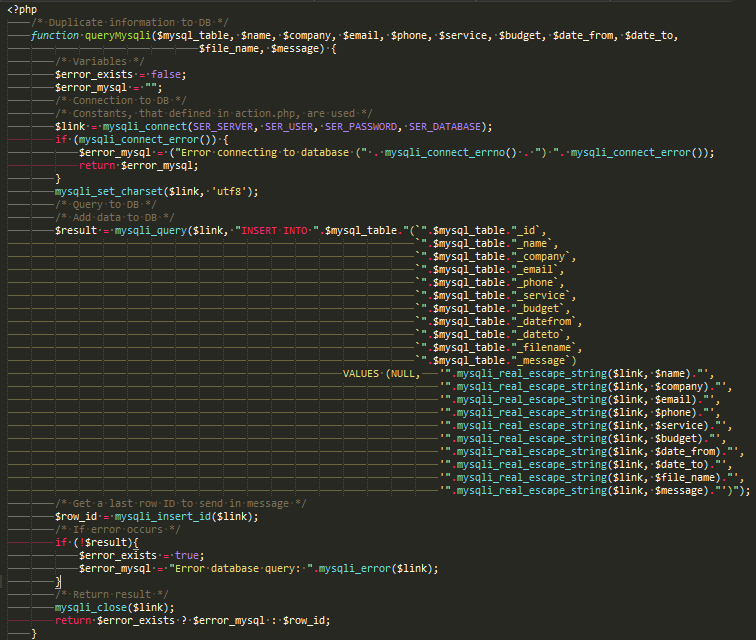 <?php
/* Duplicate information to DB */
function queryMysqli($mysql_table, $name, $company, $email, $phone, $service, $budget, $date_from, $date_to,
$file_name, $message) {
/* Variables */
$error_exists = false;
$error_mysql = "";
/* Connection to DB */
/* Constants, that defined in action.php, are used */
$link = mysqli_connect(SER_SERVER, SER_USER, SER_PASSWORD, SER_DATABASE);
if (mysqli_connect_error()) {
$error_mysql = ("Error connecting to database (" . mysqli_connect_errno() . ") ". mysqli_connect_error());
return $error_mysql;
}
mysqli_set_charset($link, 'utf8');
/* Query to DB */
/* Add data to DB */
$result = mysqli_query($link, "INSERT INTO ".$mysql_table."(`".$mysql_table."_id`,
`".$mysql_table."_name`,
`".$mysql_table."_company`,
`".$mysql_table."_email`,
`".$mysql_table."_phone`,
`".$mysql_table."_service`,
`".$mysql_table."_budget`,
`".$mysql_table."_datefrom`,
`".$mysql_table."_dateto`,
`".$mysql_table."_filename`,
`".$mysql_table."_message`)
VALUES (NULL, '".mysqli_real_escape_string($link, $name)."',
'".mysqli_real_escape_string($link, $company)."',
'".mysqli_real_escape_string($link, $email)."',
'".mysqli_real_escape_string($link, $phone)."',
'".mysqli_real_escape_string($link, $service)."',
'".mysqli_real_escape_string($link, $budget)."',
'".mysqli_real_escape_string($link, $date_from)."',
'".mysqli_real_escape_string($link, $date_to)."',
'".mysqli_real_escape_string($link, $file_name)."',
'".mysqli_real_escape_string($link, $message)."')");
/* Get a last row ID to send in message */
$row_id = mysqli_insert_id($link);
/* If error occurs */
if (!$result){
$error_exists = true;
$error_mysql = "Error database query: ".mysqli_error($link);
}
/* Return result */
mysqli_close($link);
return $error_exists ? $error_mysql : $row_id;
}